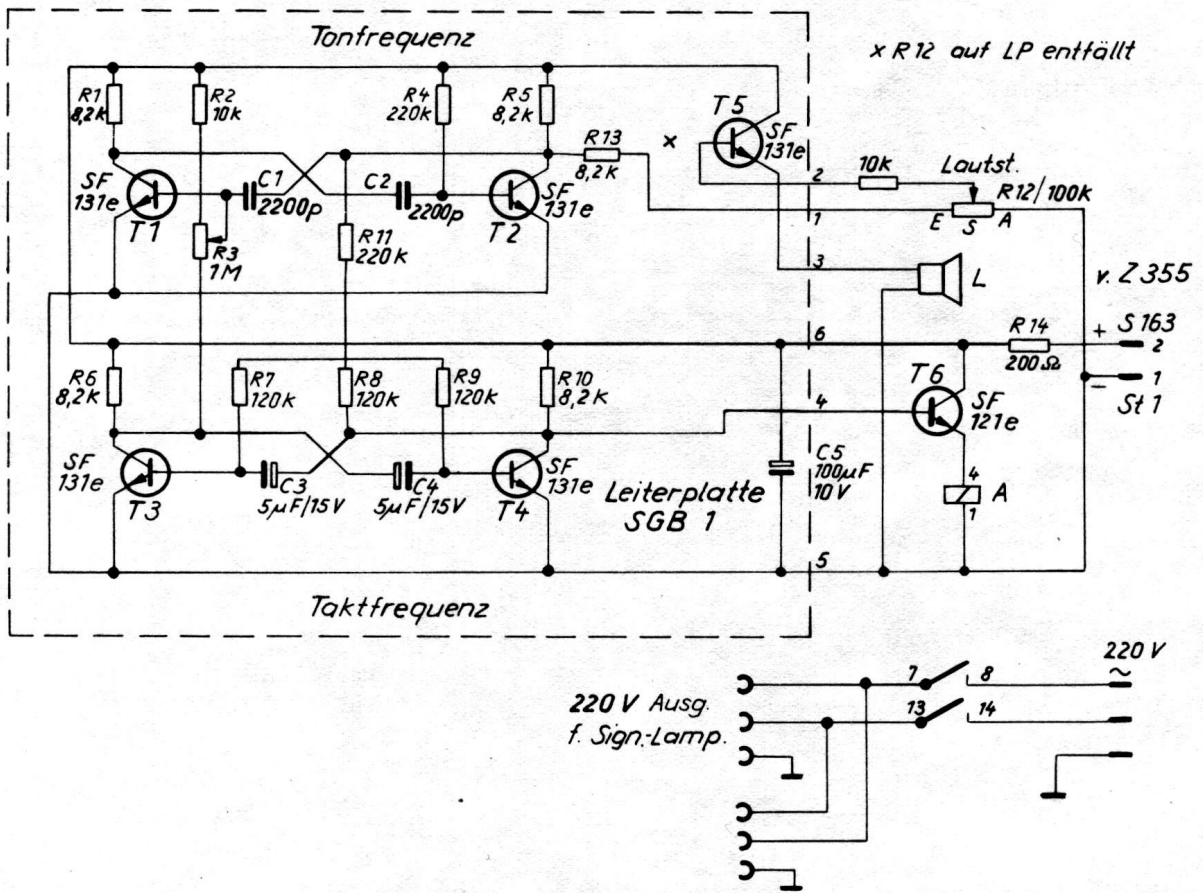 Tonfrequenz
x R12 auf LP entfällt
R1
8,2k
R2
10k
R4
220k
R5
8,2k
T5
SF
131e
x
R13
8,2k
SF
131e
T1
C1
2200p
C2
2200p
SF
131e
T2
2
10k
Lautst.
R12/100k
1
E S A
R3
1M
R11
220k
3
L
v. Z 355
6
R14
200Ω
+ S163
2
– 1
St 1
R6
8,2k
R7
120k
R8
120k
R9
120k
R10
8,2k
T6
SF
121e
4
SF
131e
T3
C3
5µF/15V
C4
5µF/15V
SF
131e
T4
Leiterplatte
SGB 1
C5
100µF
10V
4
A
1
5
Taktfrequenz
220 V Ausg.
f. Sign.-Lamp.
7 8
13 14
220 V
~